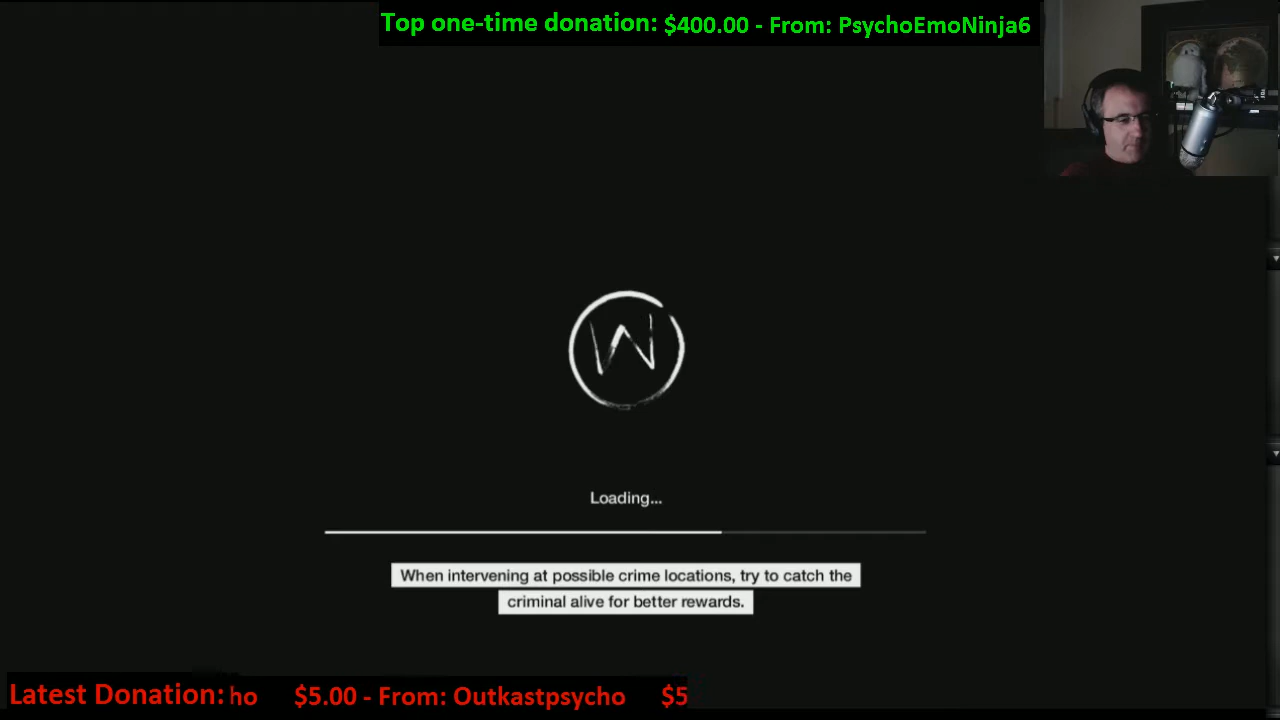 Top one-time donation: $400.00 - From: PsychoEmoNinja6
W
Loading...
When intervening at possible crime locations, try to catch the
criminal alive for better rewards.
Latest Donation: ho $5.00 - From: Outkastpsycho $5